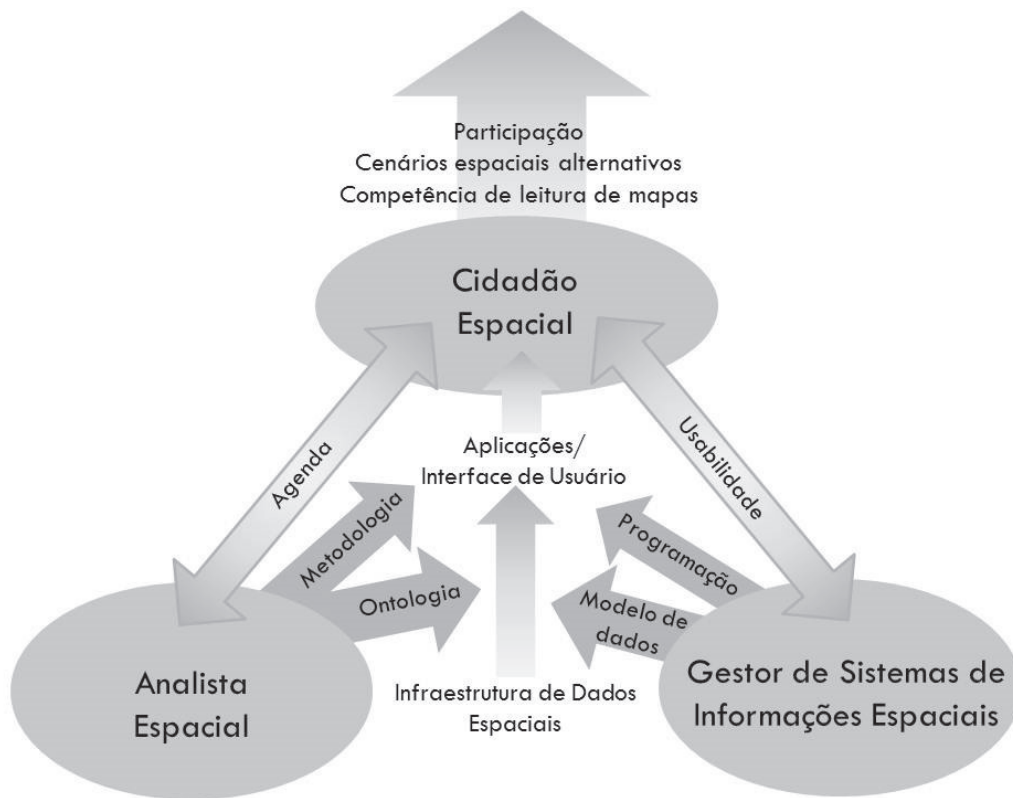 Participação
Cenários espaciais alternativos
Competência de leitura de mapas
Cidadão
Espacial
Agenda
Usabilidade
Aplicações/
Interface de Usuário
Metodologia
Ontologia
Programação
Modelo de
dados
Analista
Espacial
Infraestrutura de Dados
Espaciais
Gestor de Sistemas de
Informações Espaciais